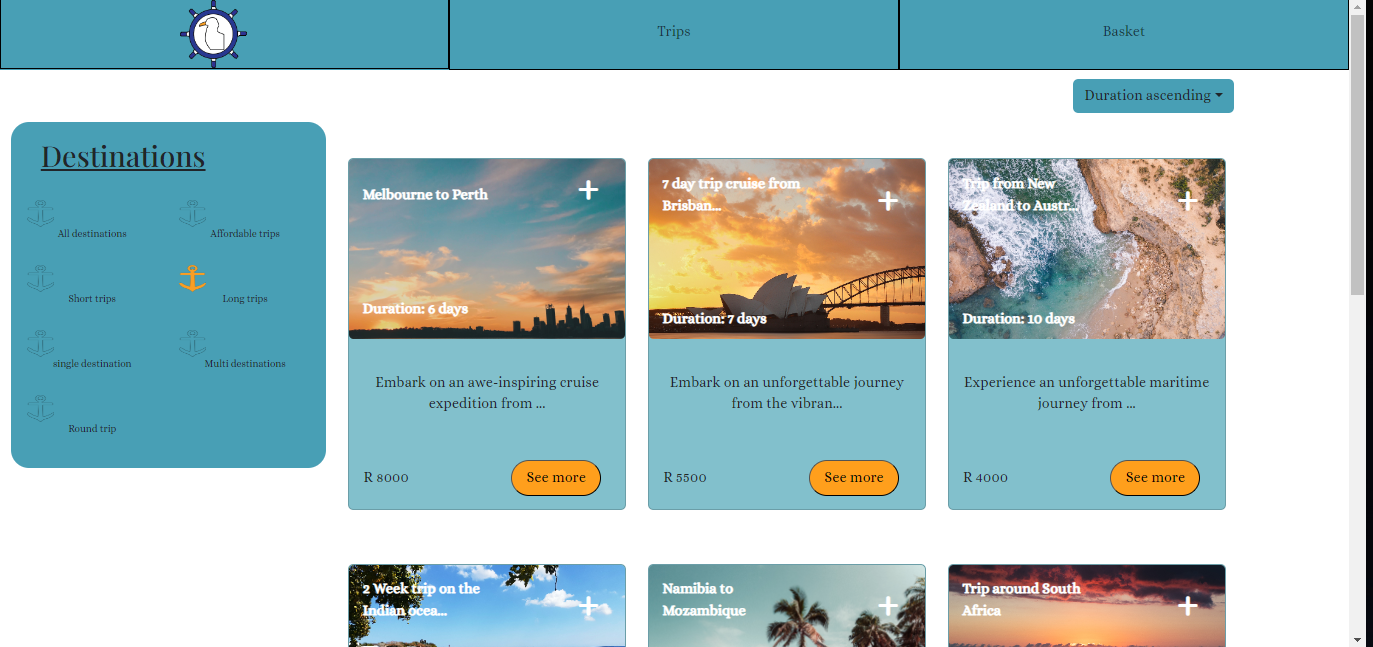 Trips
Basket
Duration ascending
Destinations
All destinations
Affordable trips
Short trips
Long trips
single destination
Multi destinations
Round trip
Melbourne to Perth
Duration: 6 days
Embark on an awe-inspiring cruise
expedition from ...
R 8000
See more
7 day trip cruise from
Brisban...
Duration: 7 days
Embark on an unforgettable journey
from the vibran...
R 5500
See more
Trip from New
Zealand to Austr...
Duration: 10 days
Experience an unforgettable maritime
journey from ...
R 4000
See more
2 Week trip on the
Indian ocea...
Namibia to
Mozambique
Trip around South
Africa